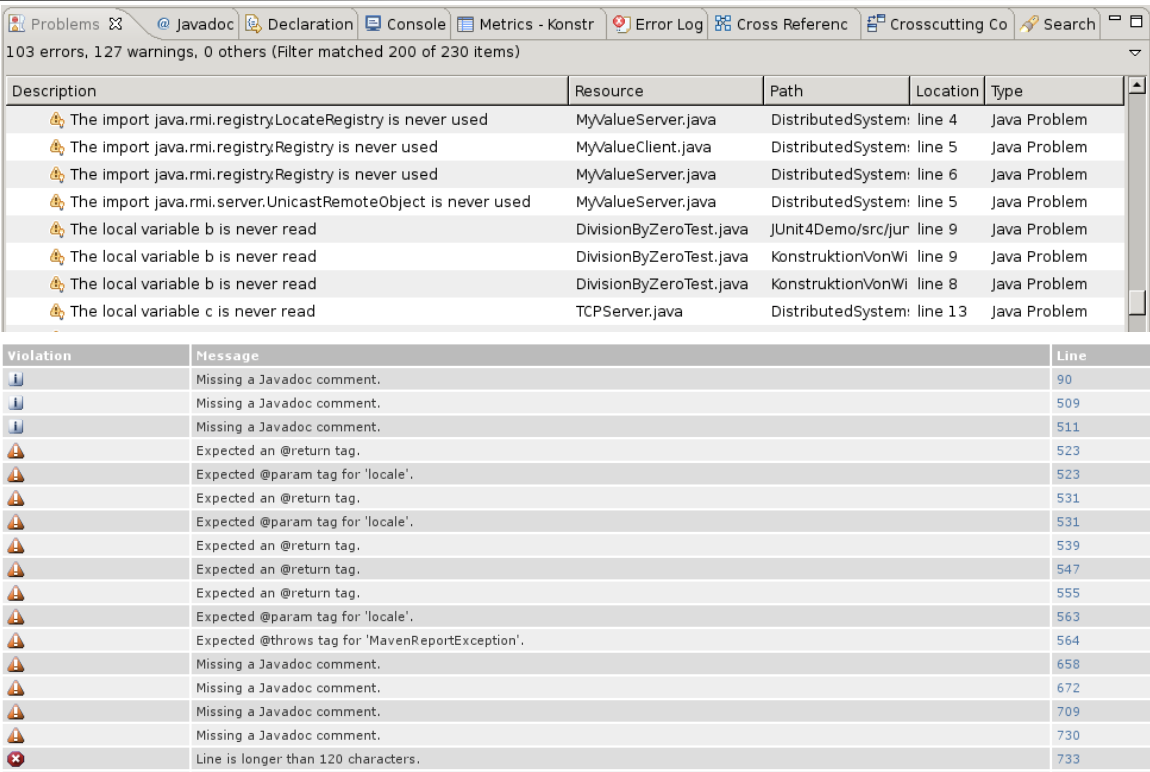 Problems @ Javadoc Declaration Console Metrics - Konstr Error Log Cross Referenc Crosscutting Co Search
103 errors, 127 warnings, 0 others (Filter matched 200 of 230 items)
Description Resource Path Location Type
The import java.rmi.registry.LocateRegistry is never used MyValueServer.java DistributedSystem: line 4 Java Problem
The import java.rmi.registry.Registry is never used MyValueClient.java DistributedSystem: line 5 Java Problem
The import java.rmi.registry.Registry is never used MyValueServer.java DistributedSystem: line 6 Java Problem
The import java.rmi.server.UnicastRemoteObject is never used MyValueServer.java DistributedSystem: line 5 Java Problem
The local variable b is never read DivisionByZeroTest.java JUnit4Demo/src/jur line 9 Java Problem
The local variable b is never read DivisionByZeroTest.java KonstruktionVonWi line 9 Java Problem
The local variable b is never read DivisionByZeroTest.java KonstruktionVonWi line 8 Java Problem
The local variable c is never read TCPServer.java DistributedSystem: line 13 Java Problem
Violation Message Line
Missing a Javadoc comment. 90
Missing a Javadoc comment. 509
Missing a Javadoc comment. 511
Expected an @return tag. 523
Expected @param tag for 'locale'. 523
Expected an @return tag. 531
Expected @param tag for 'locale'. 531
Expected an @return tag. 539
Expected an @return tag. 547
Expected an @return tag. 555
Expected @param tag for 'locale'. 563
Expected @throws tag for 'MavenReportException'. 564
Missing a Javadoc comment. 658
Missing a Javadoc comment. 672
Missing a Javadoc comment. 709
Missing a Javadoc comment. 730
Line is longer than 120 characters. 733